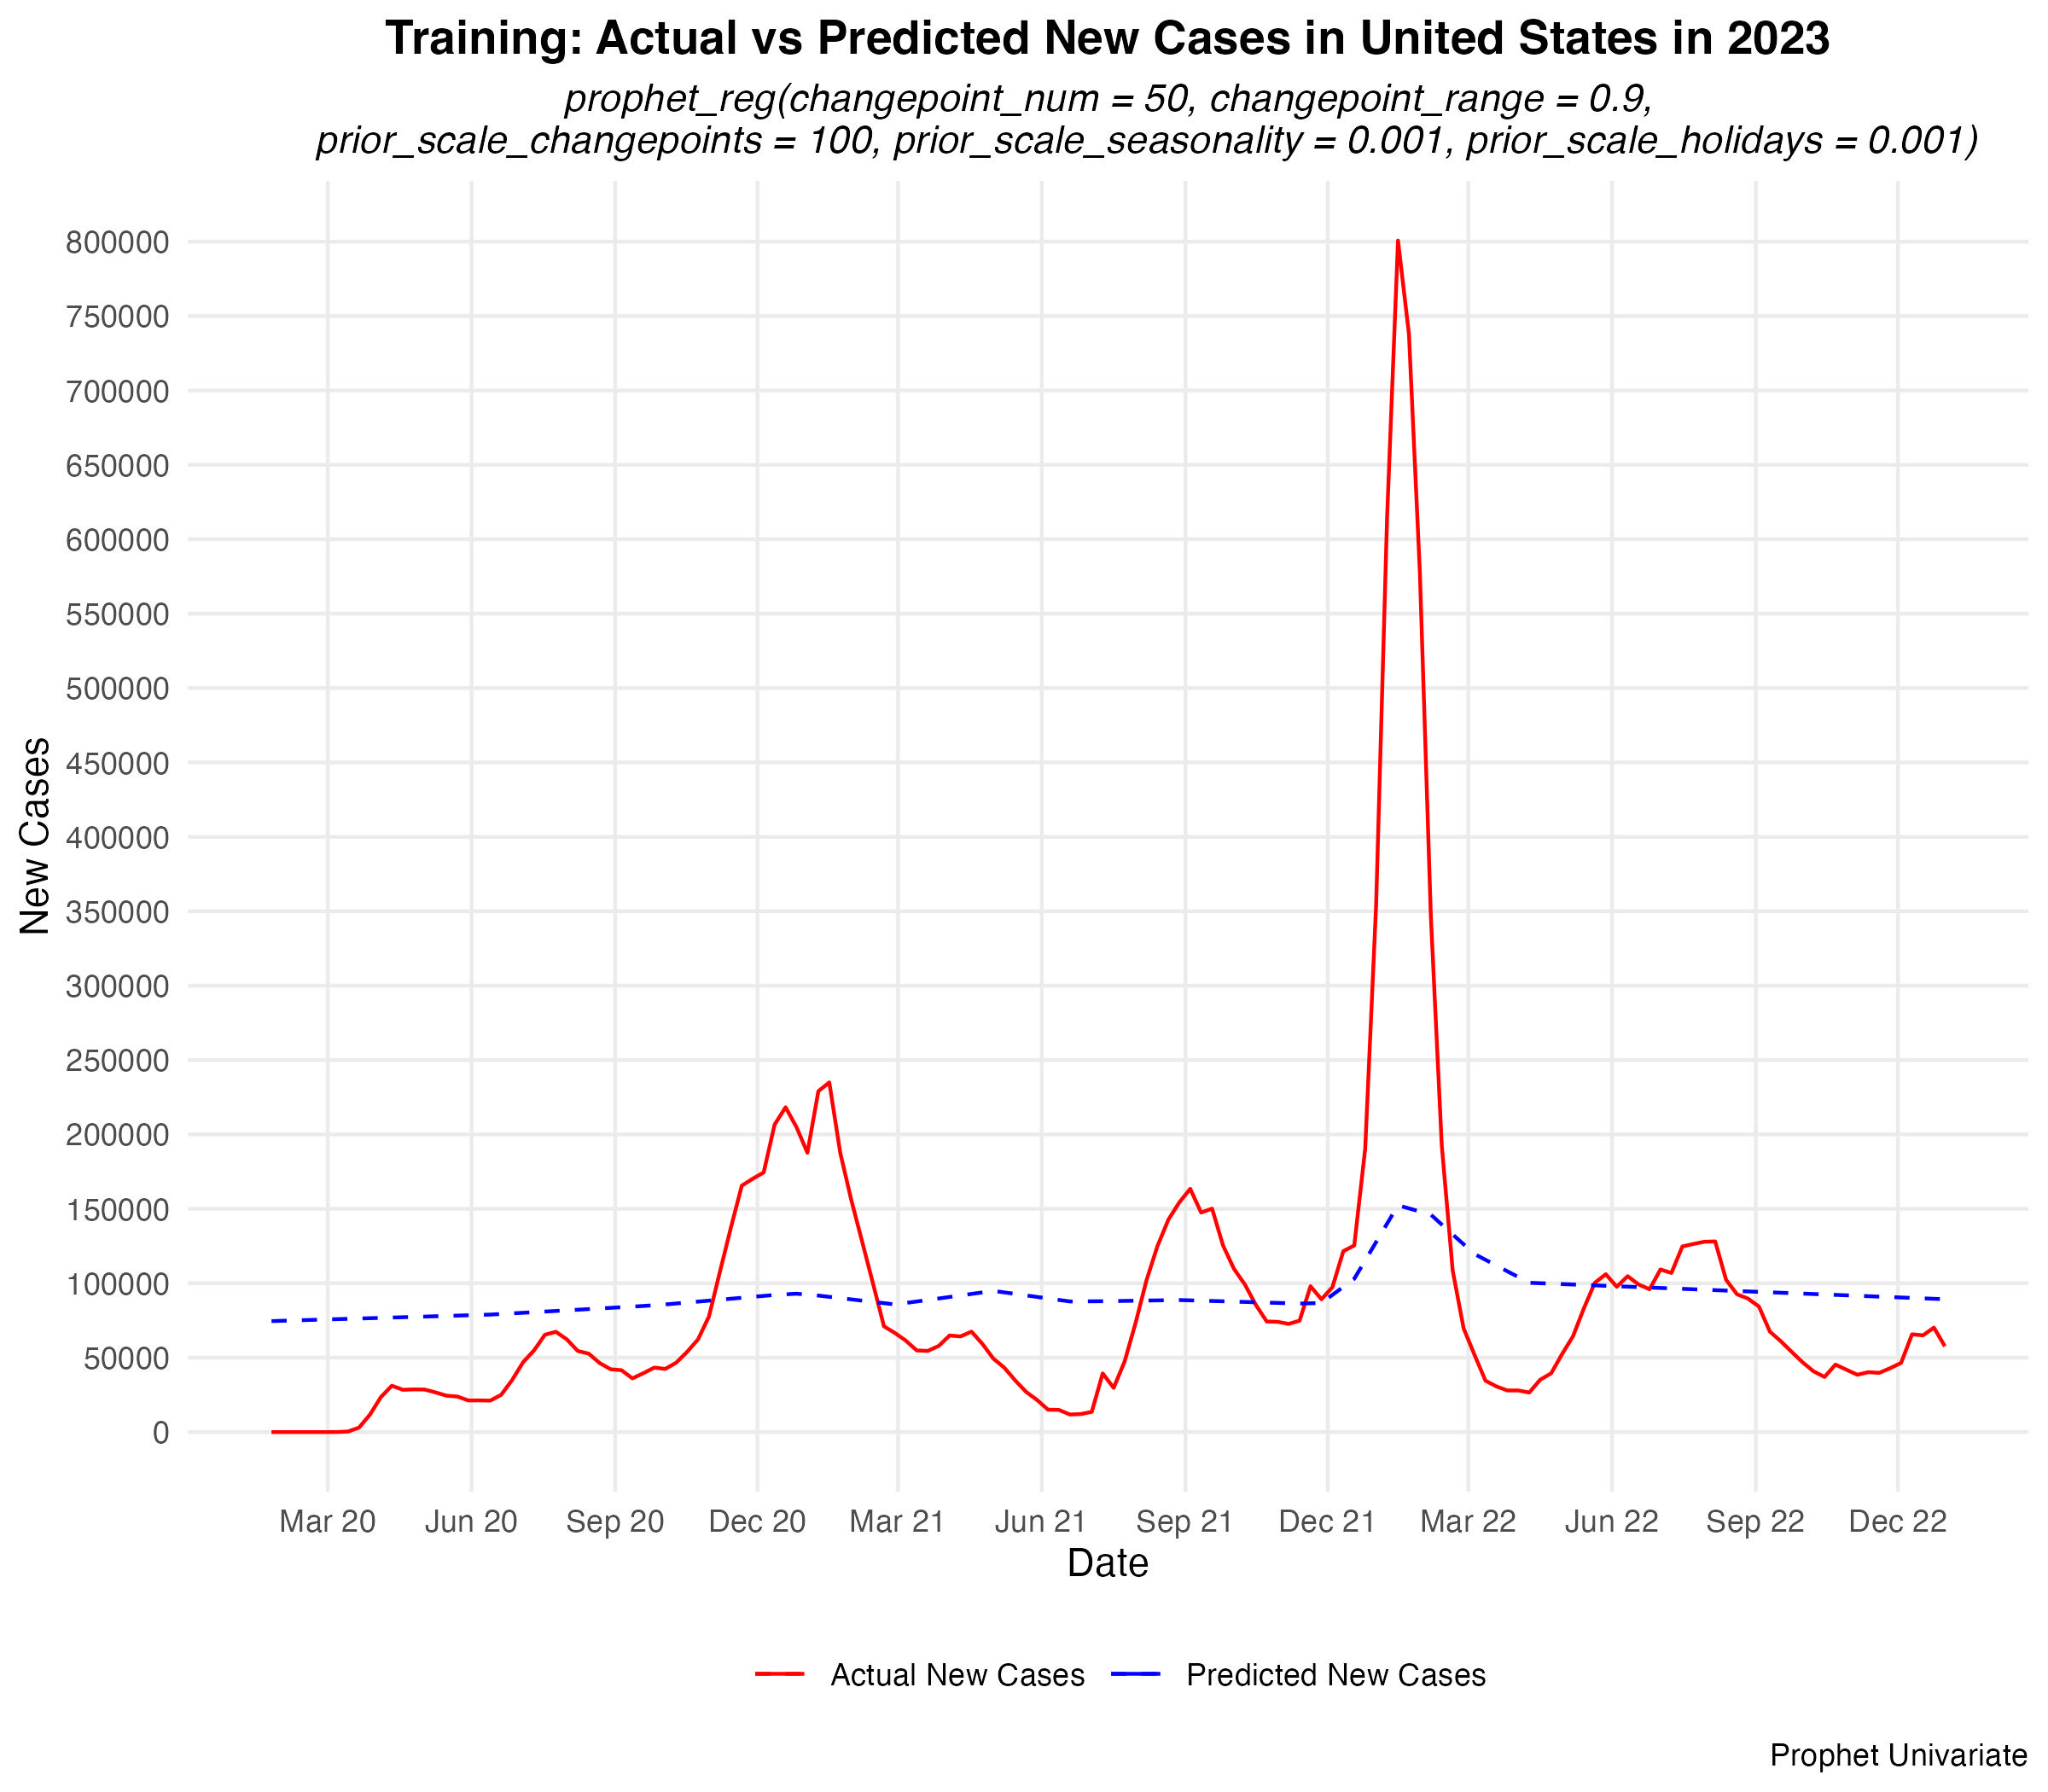 Training: Actual vs Predicted New Cases in United States in 2023
prophet_reg(changepoint_num = 50, changepoint_range = 0.9,
prior_scale_changepoints = 100, prior_scale_seasonality = 0.001, prior_scale_holidays = 0.001)
New Cases
800000
750000
700000
650000
600000
550000
500000
450000
400000
350000
300000
250000
200000
150000
100000
50000
0
Mar 20 Jun 20 Sep 20 Dec 20 Mar 21 Jun 21 Sep 21 Dec 21 Mar 22 Jun 22 Sep 22 Dec 22
Date
Actual New Cases Predicted New Cases
Prophet Univariate